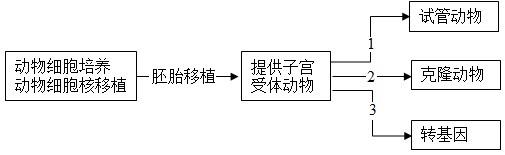 试管动物
1
动物细胞培养
动物细胞核移植
胚胎移植
提供子宫
受体动物
2
克隆动物
3
转基因